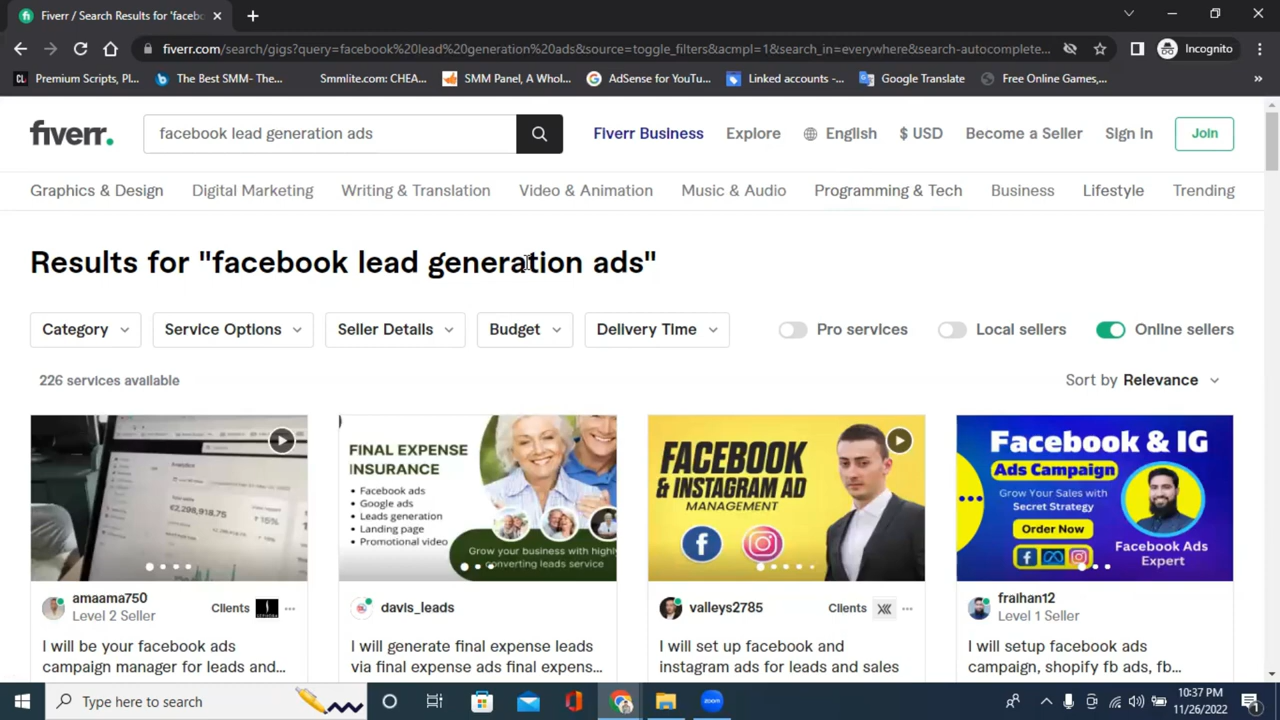 Fiverr / Search Results for 'facebo
fiverr.com/search/gigs?query=facebook%20lead%20generation%20ads&source=toggle_filters&acmpl=1&search_in=everywhere&search-autocomplete...
Incognito
CL Premium Scripts, Pl...
The Best SMM- The...
Smmlite.com: CHEA...
SMM Panel, A Whol...
AdSense for YouTu...
Linked accounts -...
Google Translate
Free Online Games,...
fiverr.
facebook lead generation ads
Fiverr Business
Explore
English
$ USD
Become a Seller
Sign In
Join
Graphics & Design
Digital Marketing
Writing & Translation
Video & Animation
Music & Audio
Programming & Tech
Business
Lifestyle
Trending
Results for "facebook lead generation ads"
Category
Service Options
Seller Details
Budget
Delivery Time
Pro services
Local sellers
Online sellers
226 services available
Sort by Relevance
Analytics
€2,298,918.75
15%
FINAL EXPENSE
INSURANCE
• Facebook ads
• Google ads
• Leads generation
• Landing page
• Promotional video
Grow your business with highly
converting leads service
FACEBOOK
& INSTAGRAM AD
MANAGEMENT
Facebook & IG
Ads Campaign
Grow Your Sales with
Secret Strategy
Order Now
Facebook Ads
Expert
amaama750
Level 2 Seller
Clients
davis_leads
valleys2785
Clients
fraihan12
Level 1 Seller
I will be your facebook ads
campaign manager for leads and...
I will generate final expense leads
via final expense ads final expens...
I will set up facebook and
instagram ads for leads and sales
I will setup facebook ads
campaign, shopify fb ads, fb...
Type here to search
zoom
10:37 PM
11/26/2022
1